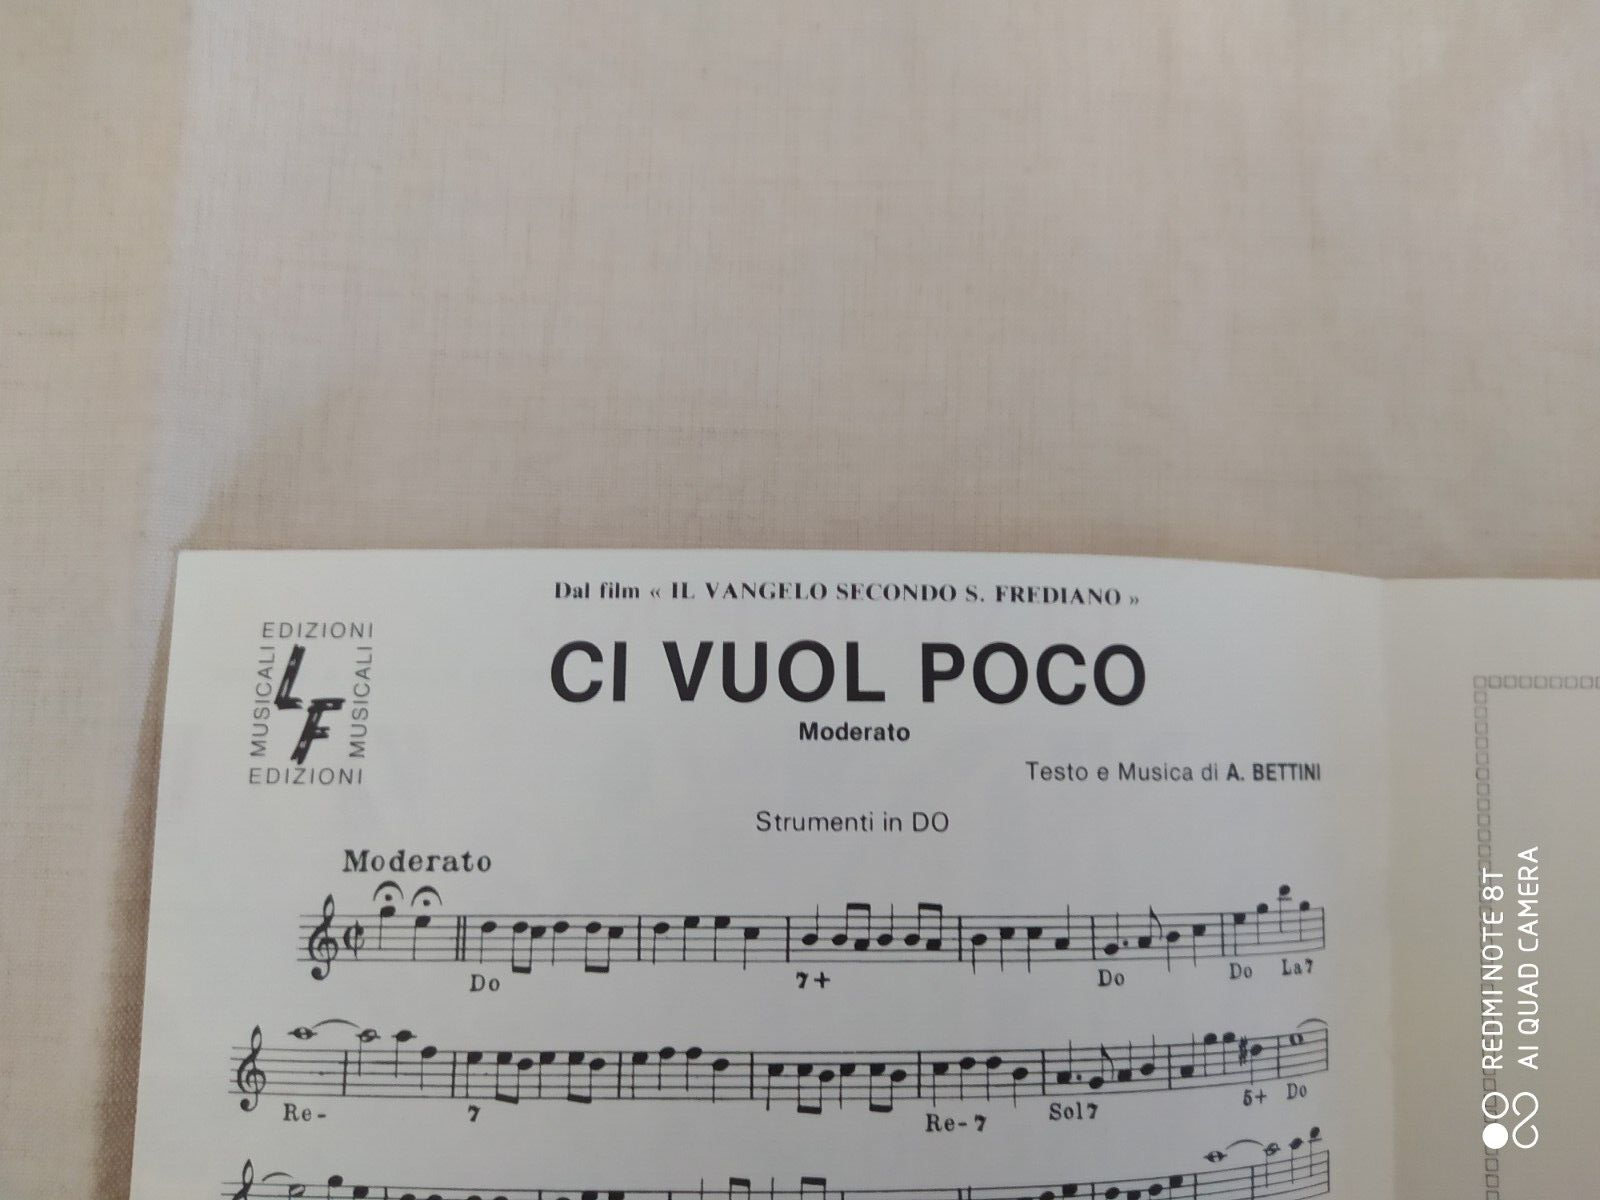 Dal film « IL VANGELO SECONDO S. FREDIANO »
EDIZIONI
MUSICALI
LF
MUSICALI
EDIZIONI
CI VUOL POCO
Moderato
Testo e Musica di A. BETTINI
Strumenti in DO
Moderato
Do 7+ Do Do La7
Re- 7 Re-7 Sol7 5+ Do
REDMI NOTE 8T
AI QUAD CAMERA